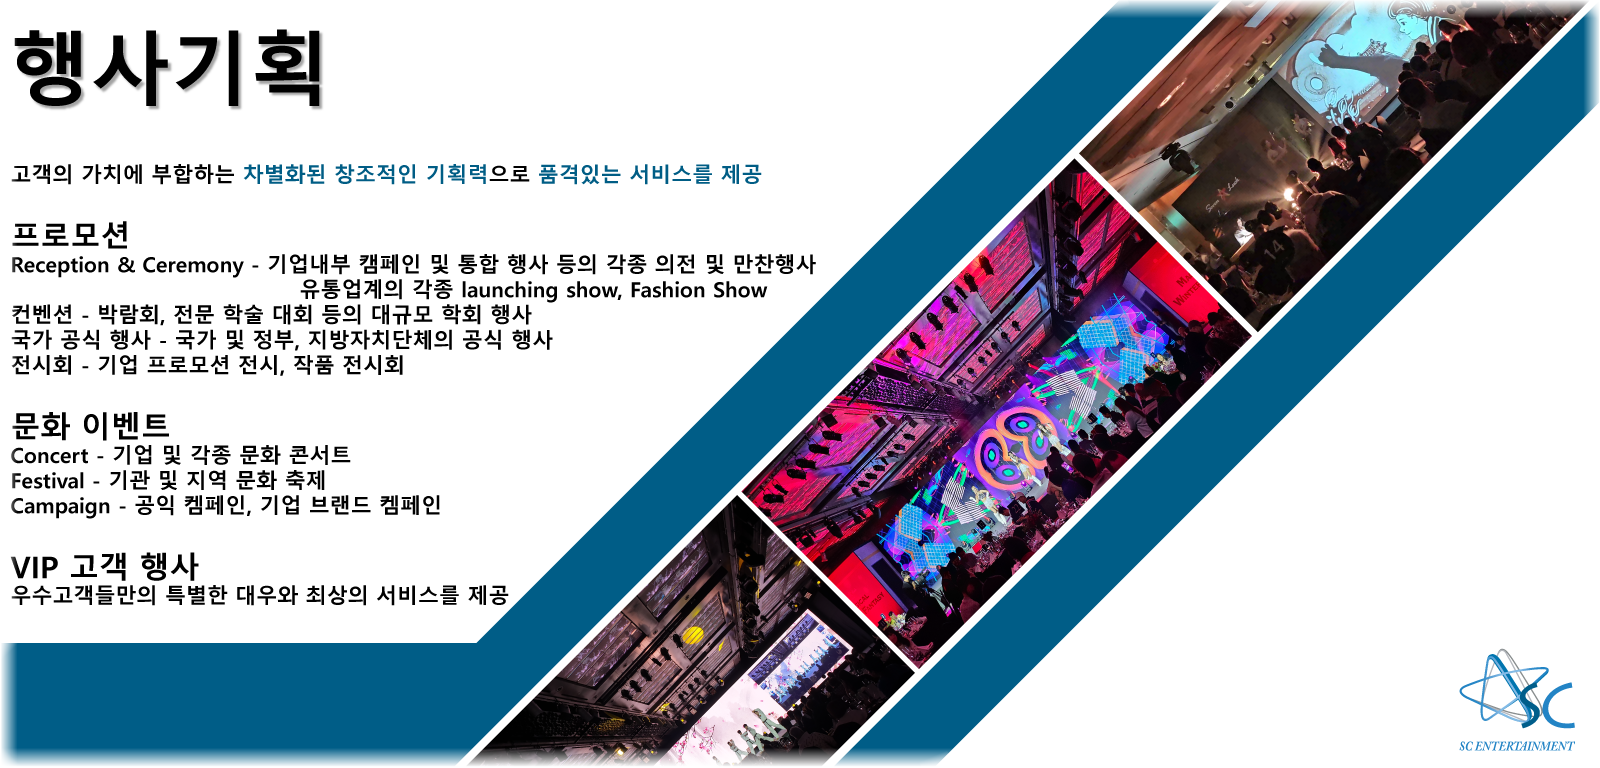 행사기획
고객의 가치에 부합하는 차별화된 창조적인 기획력으로 품격있는 서비스를 제공
프로모션
Reception & Ceremony - 기업내부 캠페인 및 통합 행사 등의 각종 의전 및 만찬행사
유통업계의 각종 launching show, Fashion Show
컨벤션 - 박람회, 전문 학술 대회 등의 대규모 학회 행사
국가 공식 행사 - 국가 및 정부, 지방자치단체의 공식 행사
전시회 - 기업 프로모션 전시, 작품 전시회
문화 이벤트
Concert - 기업 및 각종 문화 콘서트
Festival - 기관 및 지역 문화 축제
Campaign - 공익 켐페인, 기업 브랜드 켐페인
VIP 고객 행사
우수고객들만의 특별한 대우와 최상의 서비스를 제공
SC
SC ENTERTAINMENT